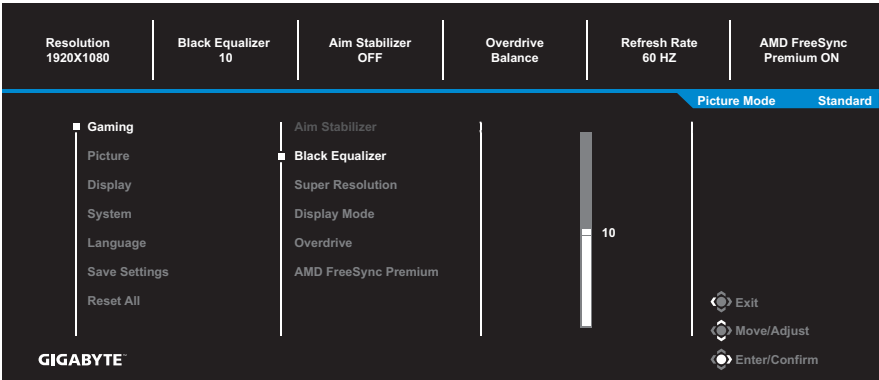 Resolution
1920X1080
Black Equalizer
10
Aim Stabilizer
OFF
Overdrive
Balance
Refresh Rate
60 HZ
AMD FreeSync
Premium ON
Picture Mode Standard
Gaming
Picture
Display
System
Language
Save Settings
Reset All
Aim Stabilizer
Black Equalizer
Super Resolution
Display Mode
Overdrive
AMD FreeSync Premium
10
Exit
Move/Adjust
Enter/Confirm
GIGABYTE™